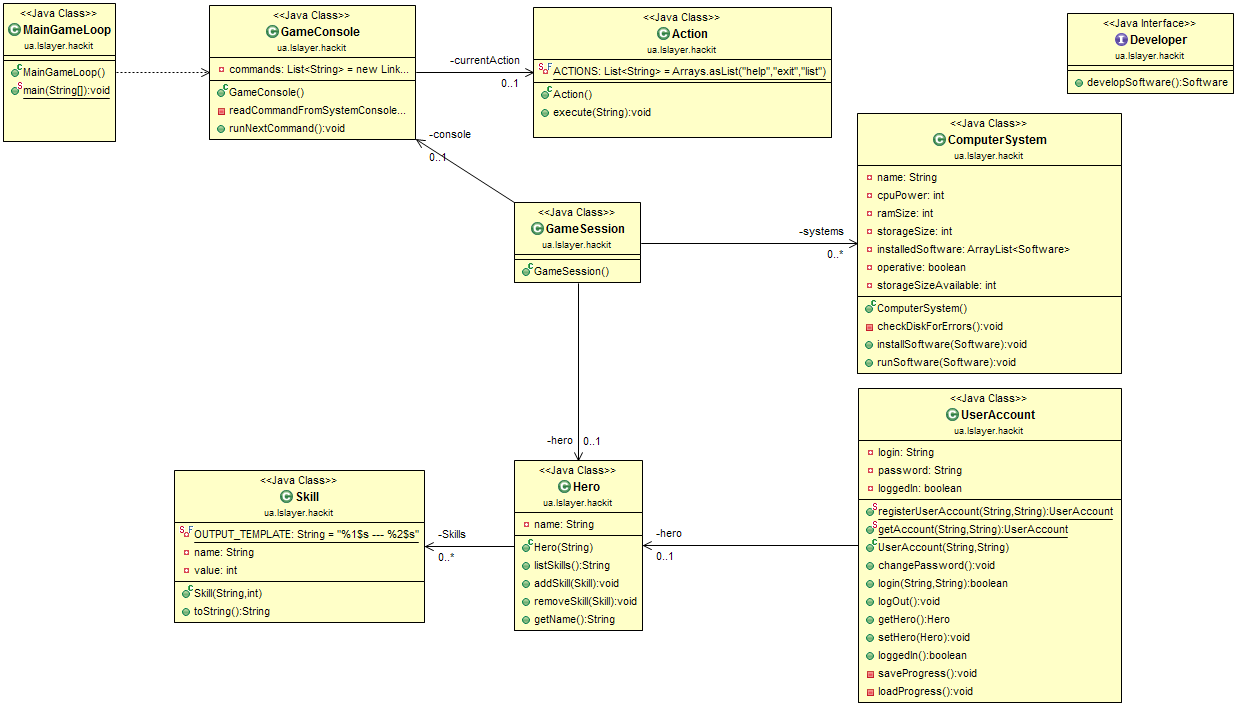 <<Java Class>>
MainGameLoop
ua.lslayer.hackit
MainGameLoop()
main(String[]):void
<<Java Class>>
GameConsole
ua.lslayer.hackit
commands: List<String> = new Link...
GameConsole()
readCommandFromSystemConsole...
runNextCommand():void
-currentAction
0..1
<<Java Class>>
Action
ua.lslayer.hackit
ACTIONS: List<String> = Arrays.asList("help","exit","list")
Action()
execute(String):void
<<Java Interface>>
Developer
ua.lslayer.hackit
developSoftware():Software
-console
0..1
<<Java Class>>
GameSession
ua.lslayer.hackit
GameSession()
-systems
0..*
<<Java Class>>
ComputerSystem
ua.lslayer.hackit
name: String
cpuPower: int
ramSize: int
storageSize: int
installedSoftware: ArrayList<Software>
operative: boolean
storageSizeAvailable: int
ComputerSystem()
checkDiskForErrors():void
installSoftware(Software):void
runSoftware(Software):void
-hero
0..1
<<Java Class>>
Skill
ua.lslayer.hackit
OUTPUT_TEMPLATE: String = "%1$s --- %2$s"
name: String
value: int
Skill(String,int)
toString():String
-Skills
0..*
<<Java Class>>
Hero
ua.lslayer.hackit
name: String
Hero(String)
listSkills():String
addSkill(Skill):void
removeSkill(Skill):void
getName():String
-hero
0..1
<<Java Class>>
UserAccount
ua.lslayer.hackit
login: String
password: String
loggedIn: boolean
registerUserAccount(String,String):UserAccount
getAccount(String,String):UserAccount
UserAccount(String,String)
changePassword():void
login(String,String):boolean
logOut():void
getHero():Hero
setHero(Hero):void
loggedIn():boolean
saveProgress():void
loadProgress():void